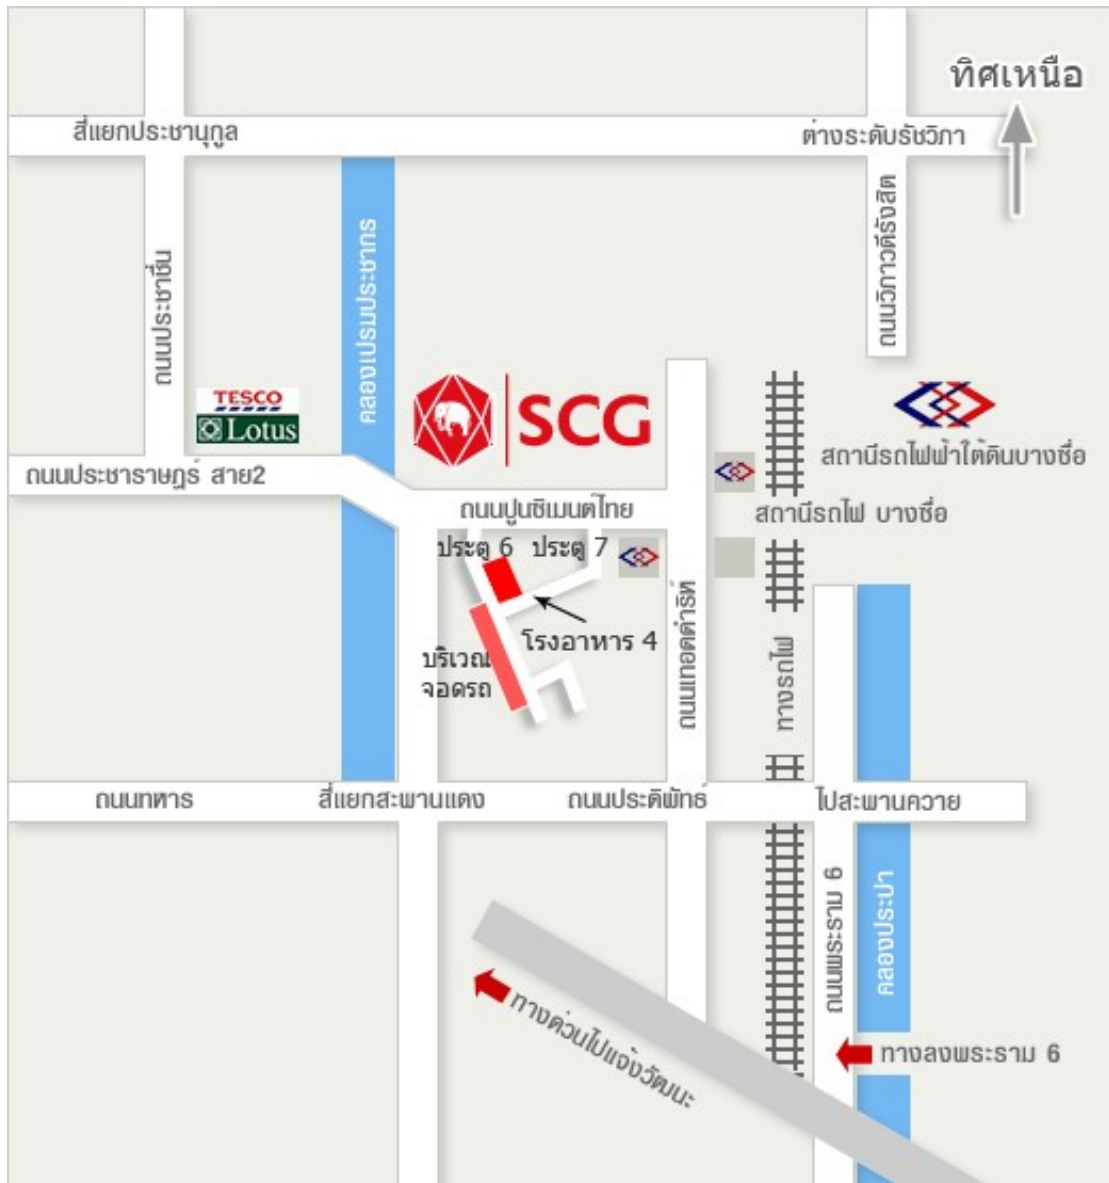 ทิศเหนือ
สี่แยกประชานุกูล
ต่างระดับรัชวิภา
ถนนประชาชื่น
คลองเปรมประชากร
ถนนวิภาวดีรังสิต
TESCO
Lotus
SCG
สถานีรถไฟฟ้าใต้ดินบางซื่อ
ถนนประชาราษฎร์ สาย2
ถนนปูนซิเมนต์ไทย
สถานีรถไฟ บางซื่อ
ประตู 6
ประตู 7
โรงอาหาร 4
บริเวณ
จอดรถ
ถนนเทอดดำริห์
ทางรถไฟ
ถนนทหาร
สี่แยกสะพานแดง
ถนนประดิพัทธ์
ไปสะพานควาย
ถนนพระราม 6
คลองประปา
ทางด่วนไปแจ้งวัฒนะ
ทางลงพระราม 6